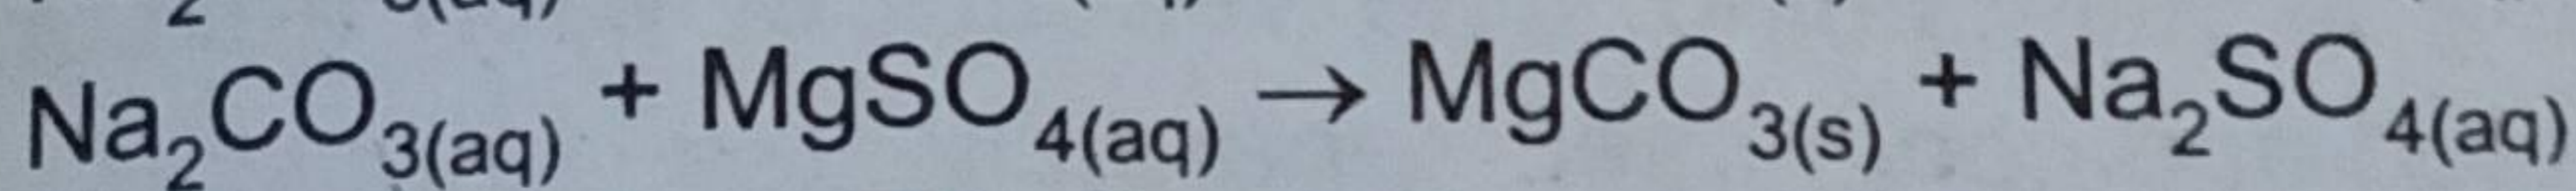 Na₂CO₃(aq) + MgSO₄(aq) → MgCO₃(s) + Na₂SO₄(aq)